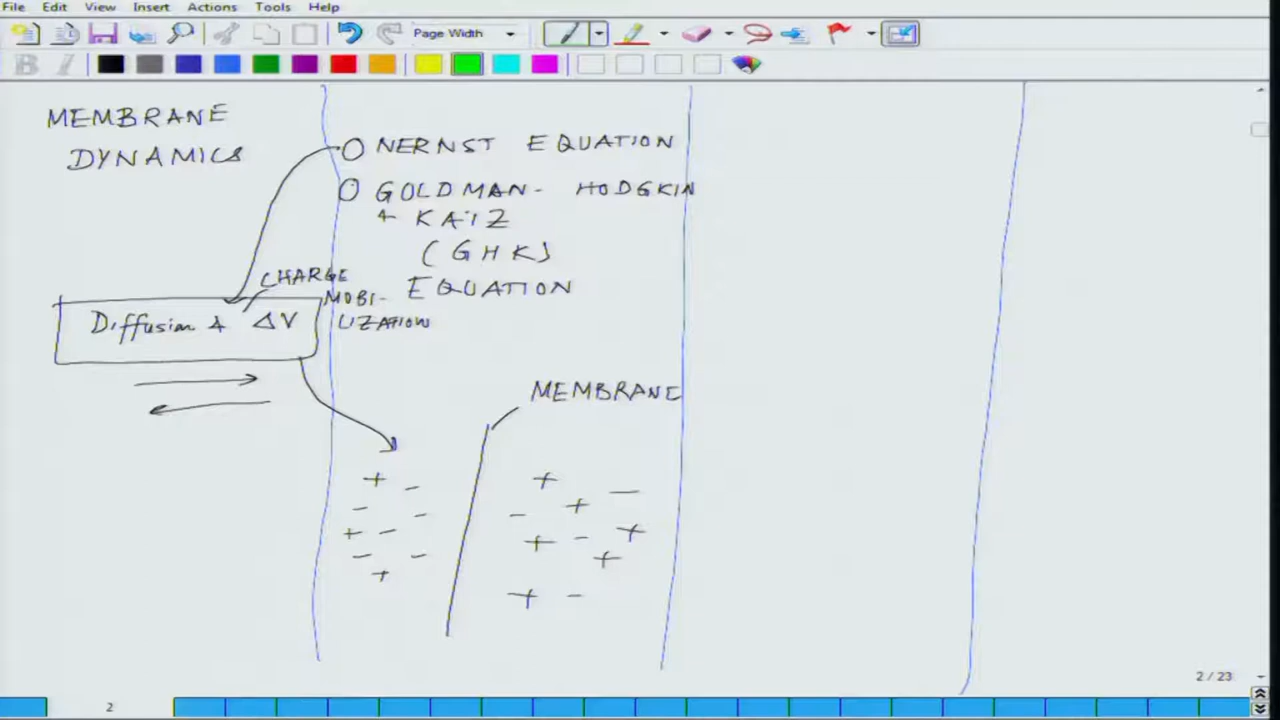 File Edit View Insert Actions Tools Help
Page Width
B I
MEMBRANE
DYNAMICS
NERNST EQUATION
GOLDMAN- HODGKIN
+ KATZ
(GHK)
EQUATION
CHARGE
MOBI-
LIZATION
Diffusion + ΔV
MEMBRANE
+ -
- -
+ -
- -
+
+ -
- +
+ - +
+
+ -
2 / 23
2